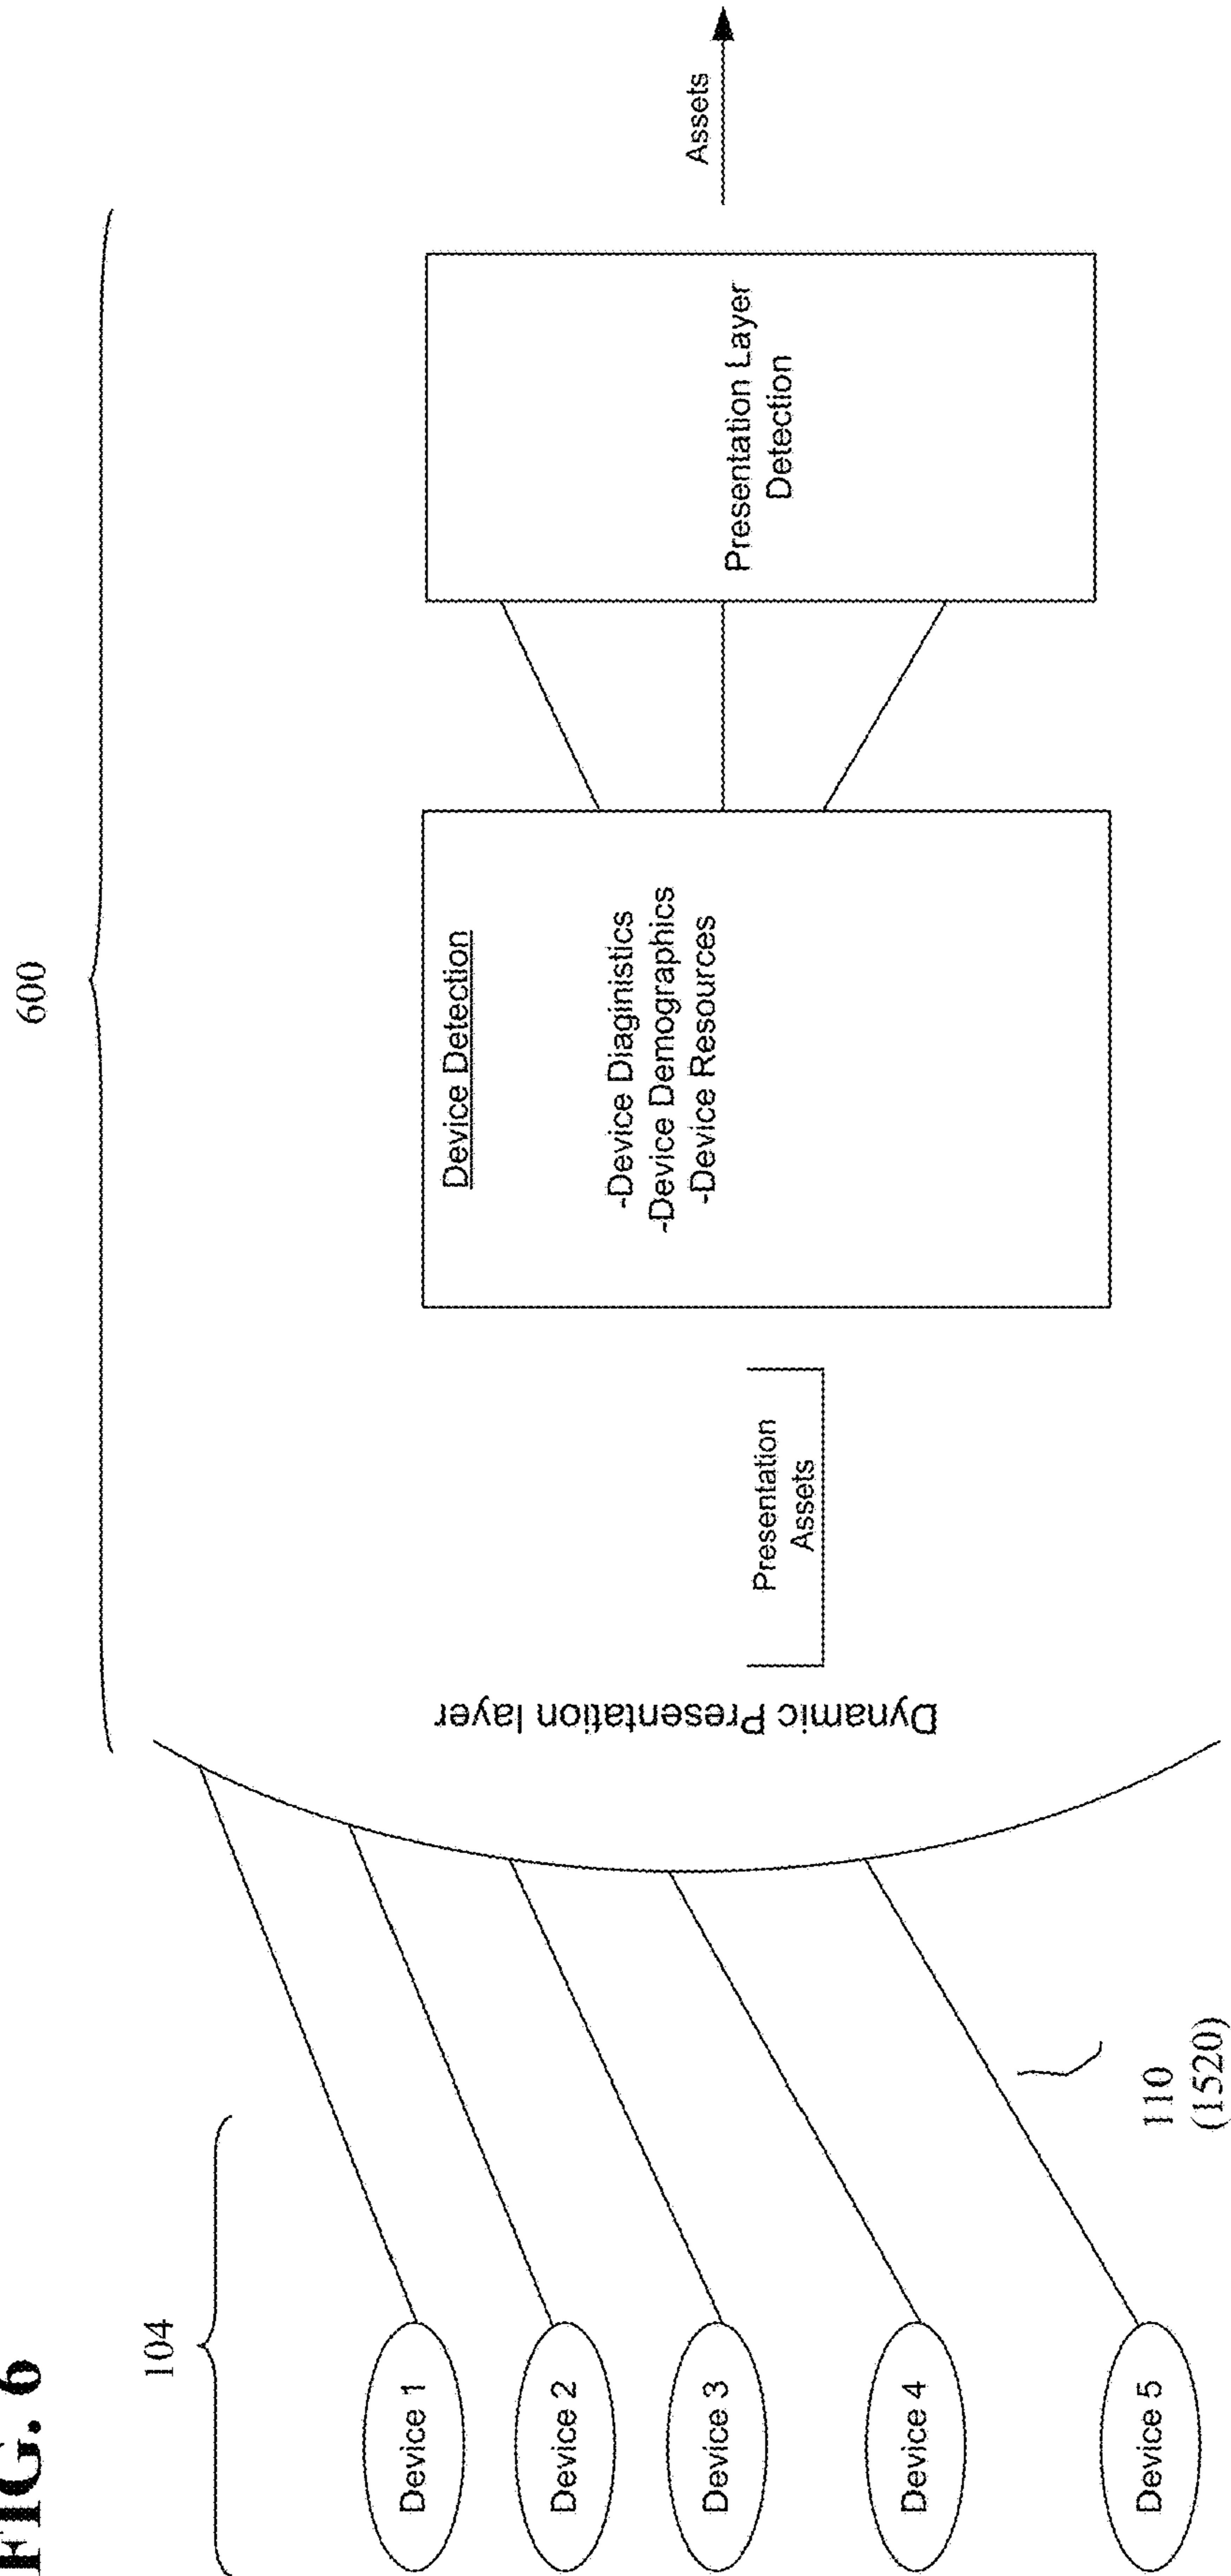 FIG. 6
600
104
Device 1
Device 2
Device 3
Device 4
Device 5
110
(1520)
Dynamic Presentation layer
Presentation
Assets
Device Detection
-Device Diaginistics
-Device Demographics
-Device Resources
Presentation Layer
Detection
Assets